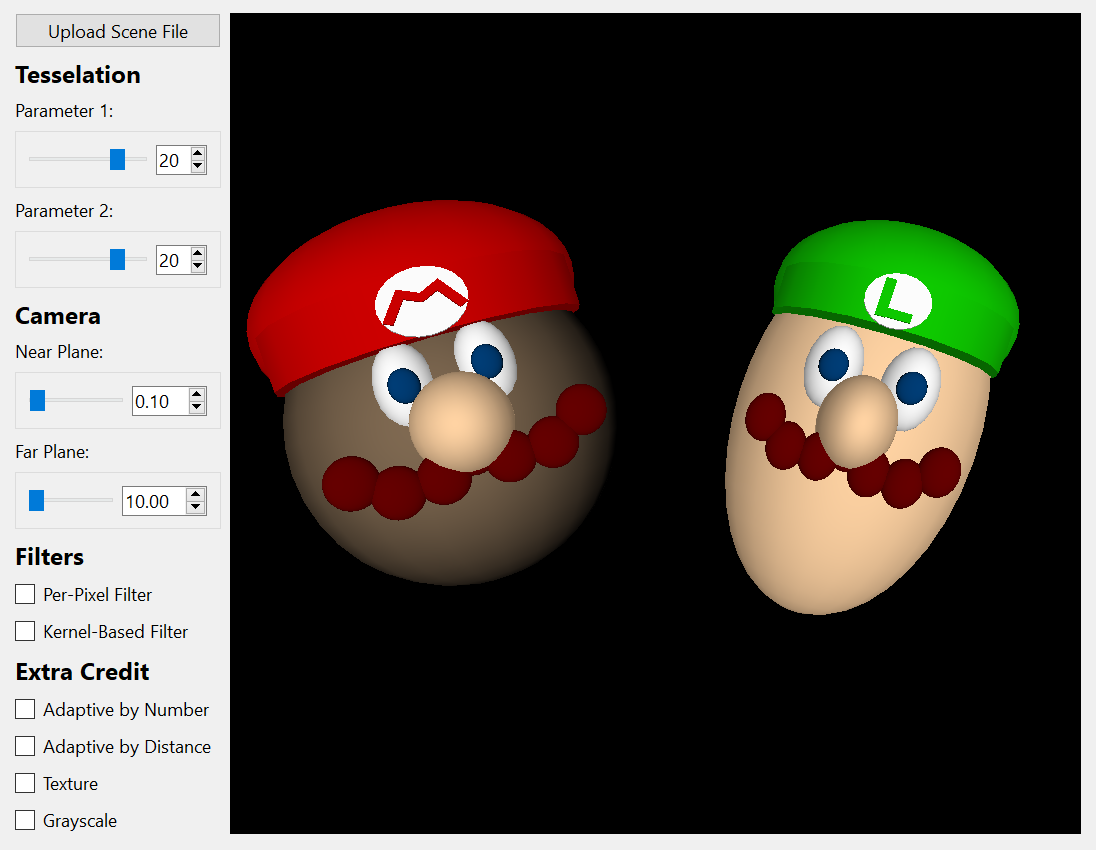 Upload Scene File
Tesselation
Parameter 1:
20
Parameter 2:
20
Camera
Near Plane:
0.10
Far Plane:
10.00
Filters
Per-Pixel Filter
Kernel-Based Filter
Extra Credit
Adaptive by Number
Adaptive by Distance
Texture
Grayscale
M
L